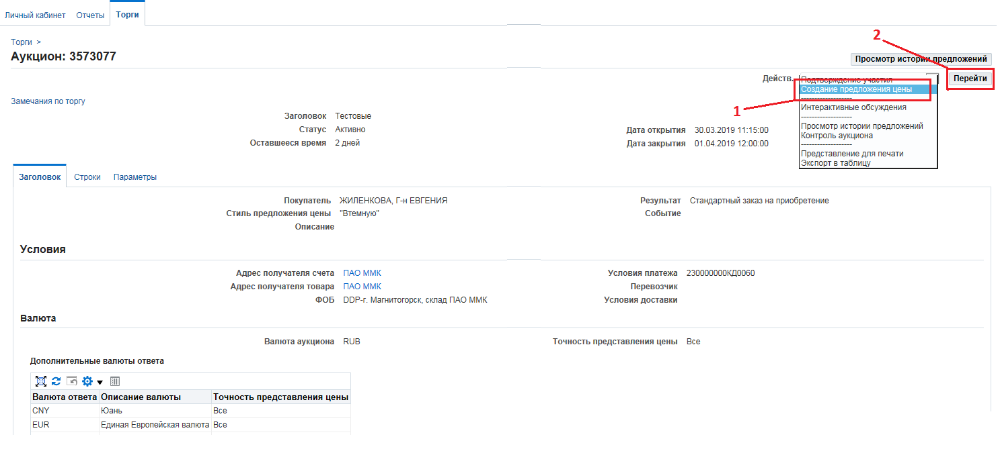 Личный кабинет Отчеты Торги
Торги >
Аукцион: 3573077
2
Просмотр истории предложений
Действ.
Перейти
Подтверждение участия
Создание предложения цены
-------------------
Интерактивные обсуждения
-------------------
Просмотр истории предложений
Контроль аукциона
-------------------
Представление для печати
Экспорт в таблицу
1
Замечания по торгу
Заголовок Тестовые
Статус Активно
Оставшееся время 2 дней
Дата открытия 30.03.2019 11:15:00
Дата закрытия 01.04.2019 12:00:00
Заголовок Строки Параметры
Покупатель ЖИЛЕНКОВА, Г-н ЕВГЕНИЯ
Стиль предложения цены "Втемную"
Описание
Результат Стандартный заказ на приобретение
Событие
Условия
Адрес получателя счета ПАО ММК
Адрес получателя товара ПАО ММК
ФОБ DDP-г. Магнитогорск, склад ПАО ММК
Условия платежа 230000000КД0060
Перевозчик
Условия доставки
Валюта
Валюта аукциона RUB
Точность представления цены Все
Дополнительные валюты ответа
Валюта ответа Описание валюты Точность представления цены
CNY Юань Все
EUR Единая Европейская валюта Все